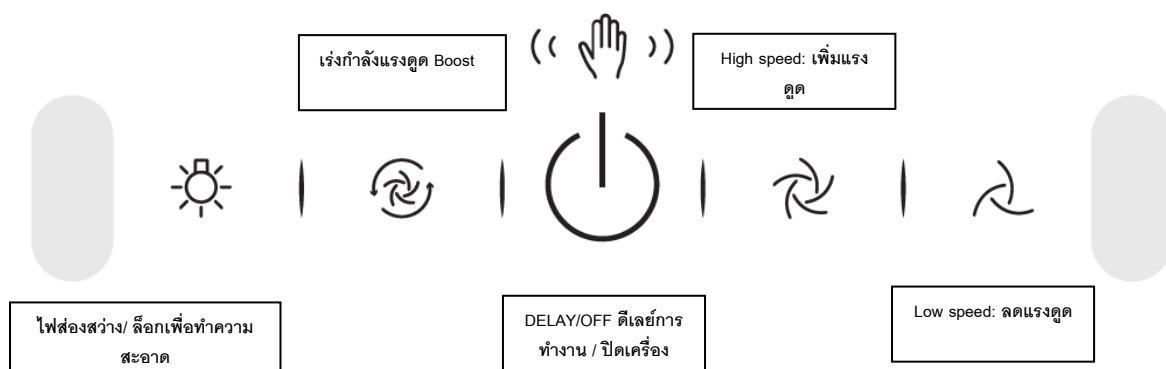 เร่งกำลังแรงดูด Boost
High speed: เพิ่มแรง
ดูด
ไฟส่องสว่าง/ ล็อกเพื่อทำความ
สะอาด
DELAY/OFF ดีเลย์การ
ทำงาน / ปิดเครื่อง
Low speed: ลดแรงดูด